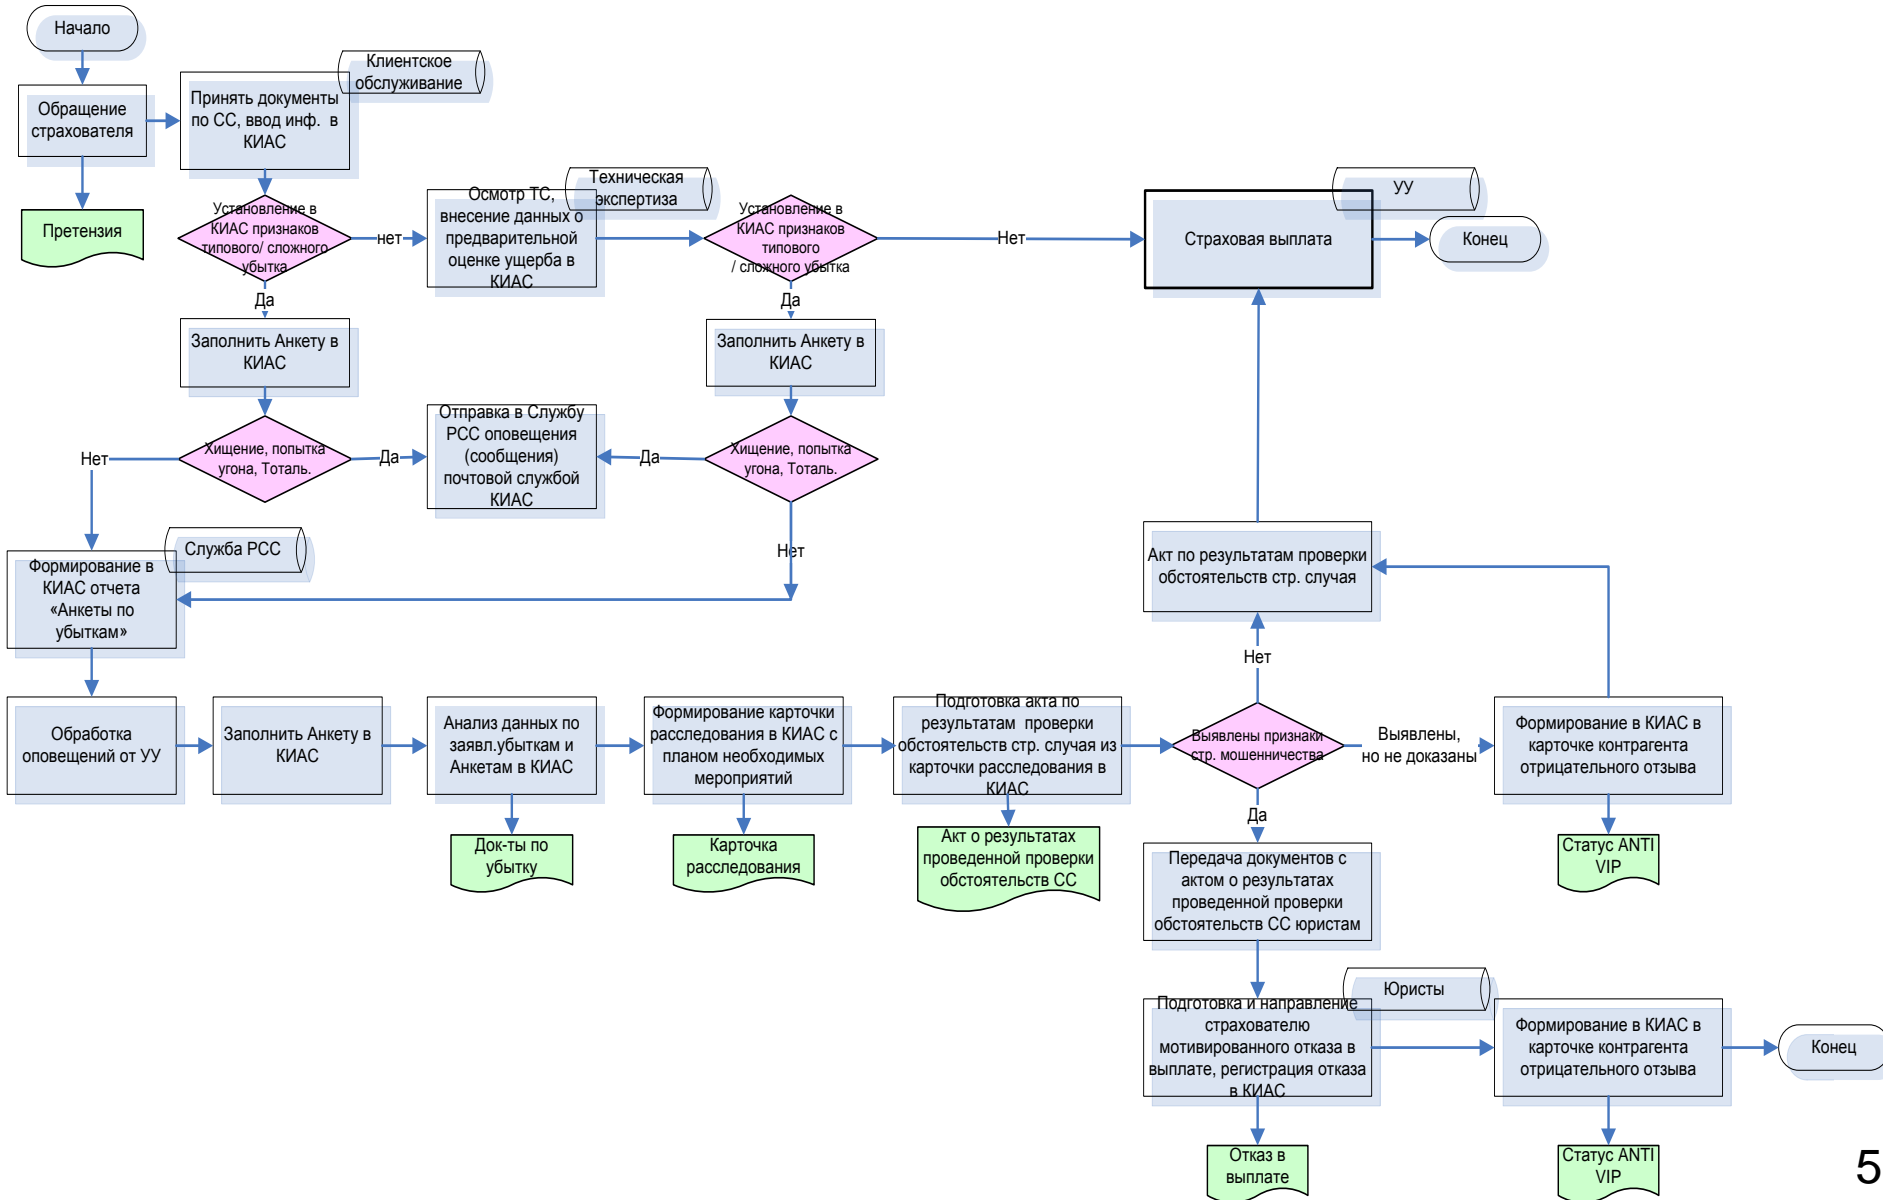 Начало
Клиентское
обслуживание
Обращение
страхователя
Принять документы
по СС, ввод инф. в
КИАС
Претензия
Установление в
КИАС признаков
типового/ сложного
убытка
нет
Осмотр ТС,
внесение данных о
предварительной
оценке ущерба в
КИАС
Техническая
экспертиза
Установление в
КИАС признаков
типового
/ сложного убытка
Нет
Страховая выплата
УУ
Конец
Да
Да
Заполнить Анкету в
КИАС
Заполнить Анкету в
КИАС
Хищение, попытка
угона, Тоталь.
Нет
Да
Отправка в Службу
РСС оповещения
(сообщения)
почтовой службой
КИАС
Да
Хищение, попытка
угона, Тоталь.
Нет
Служба РСС
Формирование в
КИАС отчета
«Анкеты по
убыткам»
Акт по результатам проверки
обстоятельств стр. случая
Нет
Обработка
оповещений от УУ
Заполнить Анкету в
КИАС
Анализ данных по
заявл.убыткам и
Анкетам в КИАС
Формирование карточки
расследования в КИАС с
планом необходимых
мероприятий
Подготовка акта по
результатам проверки
обстоятельств стр. случая из
карточки расследования в
КИАС
Выявлены признаки
стр. мошенничества
Выявлены,
но не доказаны
Формирование в КИАС в
карточке контрагента
отрицательного отзыва
Док-ты по
убытку
Карточка
расследования
Акт о результатах
проведенной проверки
обстоятельств СС
Да
Статус ANTI
VIP
Передача документов с
актом о результатах
проведенной проверки
обстоятельств СС юристам
Юристы
Подготовка и направление
страхователю
мотивированного отказа в
выплате, регистрация отказа
в КИАС
Формирование в КИАС в
карточке контрагента
отрицательного отзыва
Конец
Отказ в
выплате
Статус ANTI
VIP
5